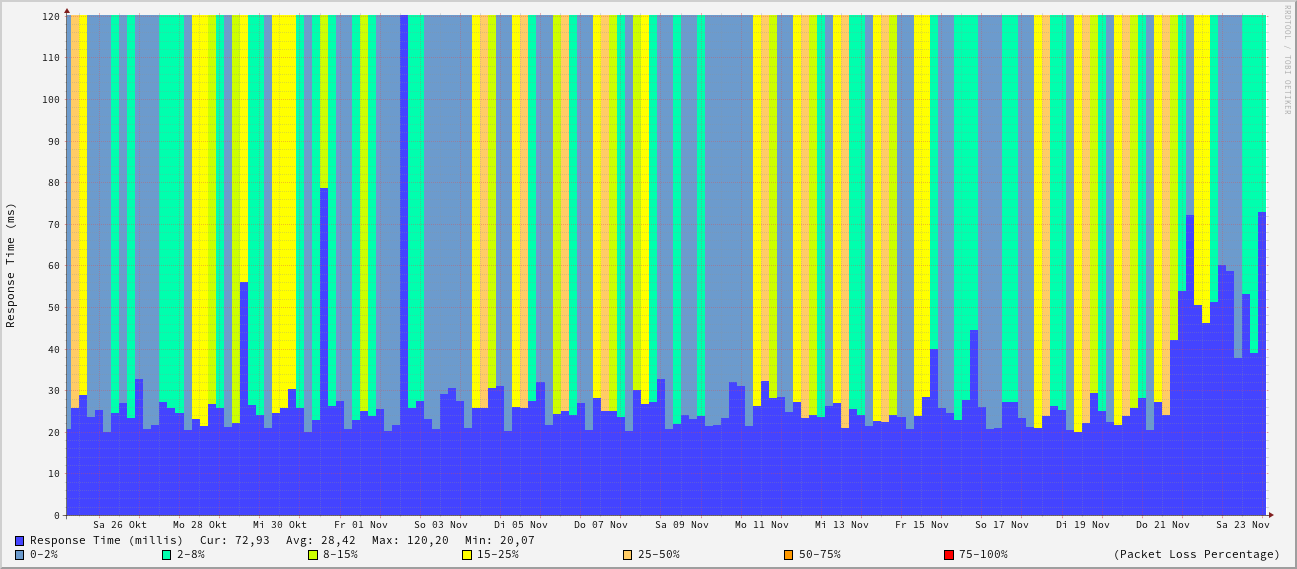 RRDTOOL / TOBI OETIKER
Response Time (ms)
120
110
100
90
80
70
60
50
40
30
20
10
0
Sa 26 Okt Mo 28 Okt Mi 30 Okt Fr 01 Nov So 03 Nov Di 05 Nov Do 07 Nov Sa 09 Nov Mo 11 Nov Mi 13 Nov Fr 15 Nov So 17 Nov Di 19 Nov Do 21 Nov Sa 23 Nov
Response Time (millis) Cur: 72,93 Avg: 28,42 Max: 120,20 Min: 20,07
0-2% 2-8% 8-15% 15-25% 25-50% 50-75% 75-100% (Packet Loss Percentage)